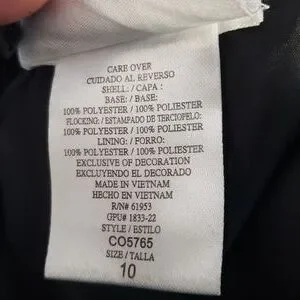 CARE OVER
CUIDADO AL REVERSO
SHELL: / CAPA :
BASE: / BASE:
100% POLYESTER / 100% POLIESTER
FLOCKING: / ESTAMPADO DE TERCIOPELO:
100% POLYESTER / 100% POLIESTER
LINING: / FORRO:
100% POLYESTER / 100% POLIESTER
EXCLUSIVE OF DECORATION
EXCLUYENDO EL DECORADO
MADE IN VIETNAM
HECHO EN VIETNAM
R/N# 61953
GPU# 1833-22
STYLE / ESTILO
CO5765
SIZE / TALLA
10